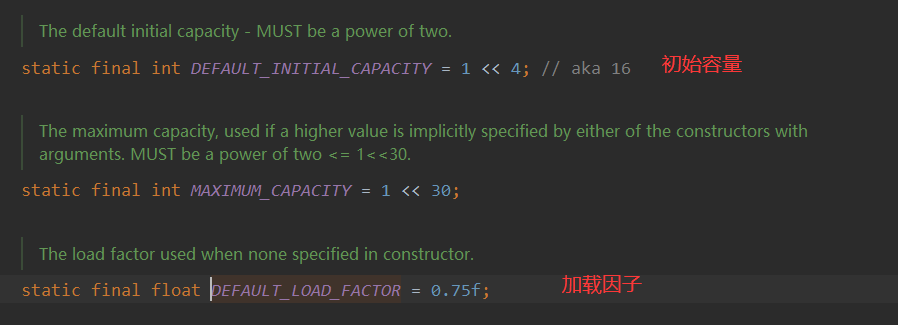 The default initial capacity - MUST be a power of two.
static final int DEFAULT_INITIAL_CAPACITY = 1 << 4; // aka 16 初始容量
The maximum capacity, used if a higher value is implicitly specified by either of the constructors with
arguments. MUST be a power of two <= 1<<30.
static final int MAXIMUM_CAPACITY = 1 << 30;
The load factor used when none specified in constructor.
static final float DEFAULT_LOAD_FACTOR = 0.75f; 加载因子